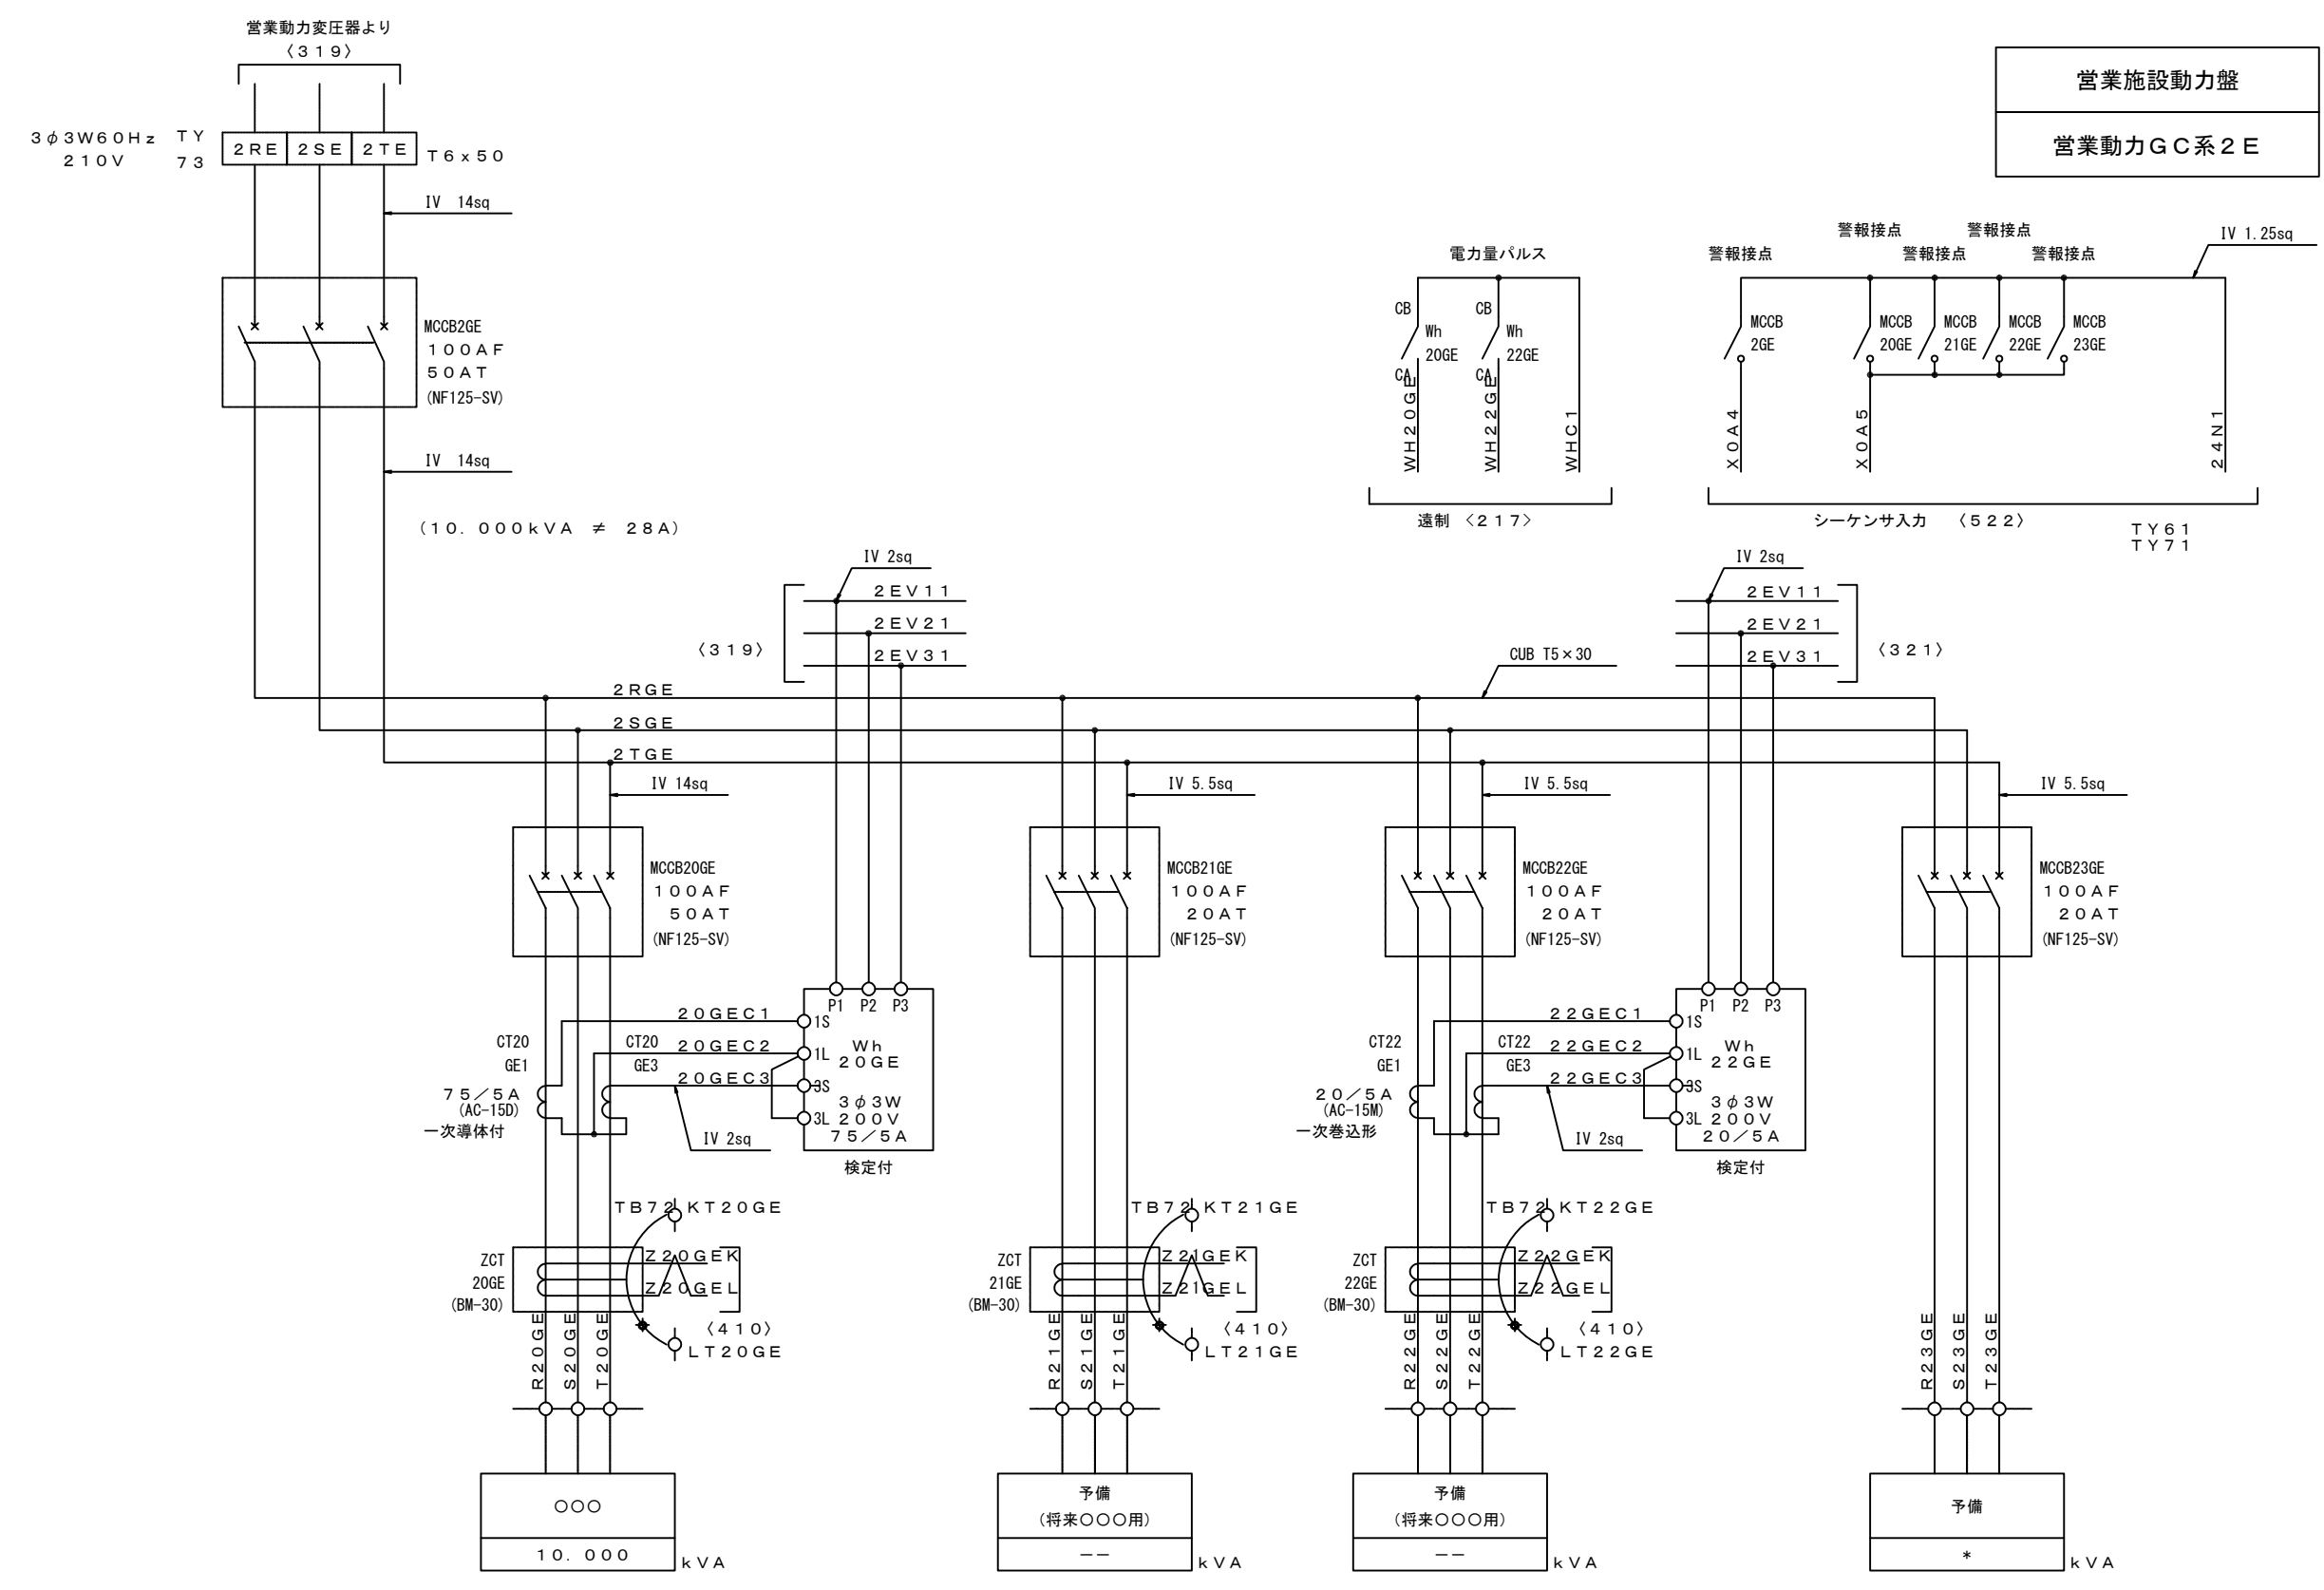 営業動力変圧器より
〈319〉
3φ3W60Hz
210V
TY
73
2RE
2SE
2TE
T6x50
IV 14sq
営業施設動力盤
営業動力GC系2E
MCCB2GE
100AF
50AT
(NF125-SV)
IV 14sq
(10.000kVA ≠ 28A)
電力量パルス
CB
Wh
20GE
CA
WH20GE
CB
Wh
22GE
CA
WH22GE
WHC1
遠制 〈217〉
警報接点
警報接点
警報接点
警報接点
警報接点
IV 1.25sq
MCCB
2GE
MCCB
20GE
MCCB
21GE
MCCB
22GE
MCCB
23GE
X0A4
X0A5
24N1
シーケンサ入力 〈522〉
TY61
TY71
IV 2sq
2EV11
2EV21
2EV31
〈319〉
IV 2sq
2EV11
2EV21
2EV31
〈321〉
CUB T5×30
2RGE
2SGE
2TGE
IV 14sq
IV 5.5sq
IV 5.5sq
IV 5.5sq
MCCB20GE
100AF
50AT
(NF125-SV)
MCCB21GE
100AF
20AT
(NF125-SV)
MCCB22GE
100AF
20AT
(NF125-SV)
MCCB23GE
100AF
20AT
(NF125-SV)
CT20
GE1
75/5A
(AC-15D)
一次導体付
CT20
GE3
20GEC1
20GEC2
20GEC3
IV 2sq
P1 P2 P3
1S
1L
3S
3L
Wh
20GE
3φ3W
200V
75/5A
検定付
CT22
GE1
20/5A
(AC-15M)
一次巻込形
CT22
GE3
22GEC1
22GEC2
22GEC3
IV 2sq
P1 P2 P3
1S
1L
3S
3L
Wh
22GE
3φ3W
200V
20/5A
検定付
TB72 KT20GE
ZCT
20GE
(BM-30)
Z20GEK
Z20GEL
〈410〉
LT20GE
R20GE
S20GE
T20GE
TB72 KT21GE
ZCT
21GE
(BM-30)
Z21GEK
Z21GEL
〈410〉
LT21GE
R21GE
S21GE
T21GE
TB72 KT22GE
ZCT
22GE
(BM-30)
Z22GEK
Z22GEL
〈410〉
LT22GE
R22GE
S22GE
T22GE
R23GE
S23GE
T23GE
○○○
10.000
kVA
予備
(将来○○○用)
--
kVA
予備
(将来○○○用)
--
kVA
予備
*
kVA